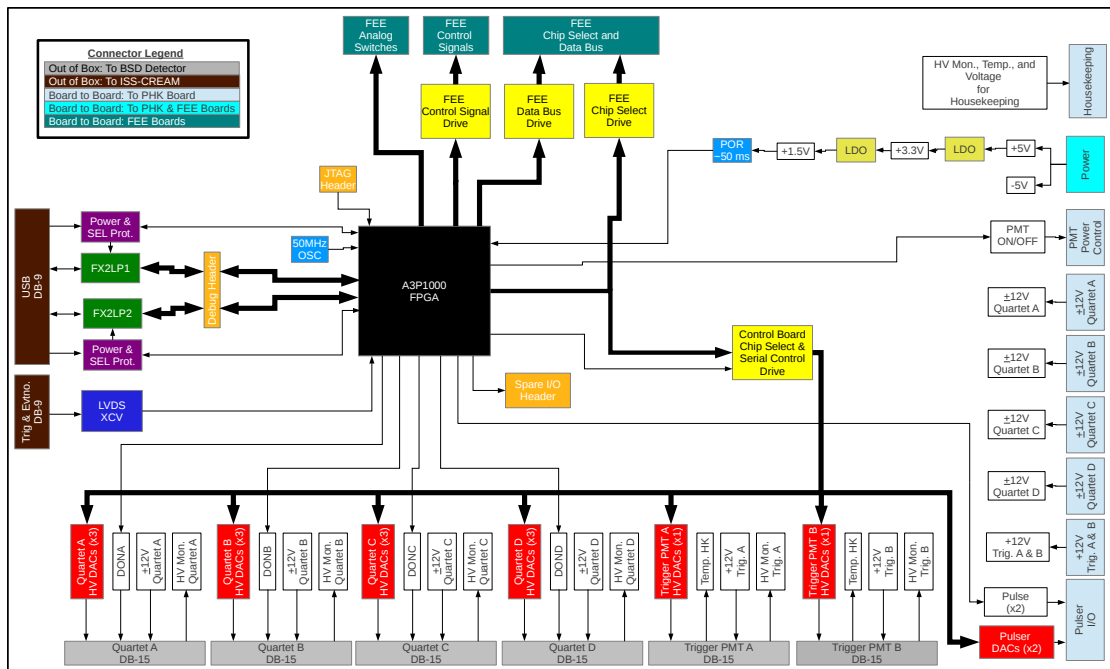 Connector Legend
Out of Box: To BSD Detector
Out of Box: To ISS-CREAM
Board to Board: To PHK Board
Board to Board: To PHK & FEE Boards
Board to Board: FEE Boards
FEE
Analog
Switches
FEE
Control
Signals
FEE
Chip Select and
Data Bus
HV Mon., Temp., and
Voltage
for
Housekeeping
Housekeeping
FEE
Control Signal
Drive
FEE
Data Bus
Drive
FEE
Chip Select
Drive
POR
~50 ms
+1.5V
LDO
+3.3V
LDO
+5V
-5V
Power
JTAG
Header
50MHz
OSC
USB
DB-9
Power &
SEL Prot.
FX2LP1
FX2LP2
Power &
SEL Prot.
Debug Header
A3P1000
FPGA
PMT
ON/OFF
PMT
Power
Control
±12V
Quartet A
±12V
Quartet A
±12V
Quartet B
±12V
Quartet B
±12V
Quartet C
±12V
Quartet C
±12V
Quartet D
±12V
Quartet D
+12V
Trig. A & B
+12V
Trig. A & B
Control Board
Chip Select &
Serial Control
Drive
Spare I/O
Header
Trig & Evtno.
DB-9
LVDS
XCV
Quartet A
HV DACs (x3)
DONA
±12V
Quartet A
HV Mon.
Quartet A
Quartet B
HV DACs (x3)
DONB
±12V
Quartet B
HV Mon.
Quartet B
Quartet C
HV DACs (x3)
DONC
±12V
Quartet C
HV Mon.
Quartet C
Quartet D
HV DACs (x3)
DOND
±12V
Quartet D
HV Mon.
Quartet D
Trigger PMT A
HV DACs (x1)
Temp. HK
+12V
Trig. A
HV Mon.
Trig. A
Trigger PMT B
HV DACs (x1)
Temp. HK
+12V
Trig. B
HV Mon.
Trig. B
Pulse
(x2)
Pulser
DACs (x2)
Pulser
I/O
Quartet A
DB-15
Quartet B
DB-15
Quartet C
DB-15
Quartet D
DB-15
Trigger PMT A
DB-15
Trigger PMT B
DB-15